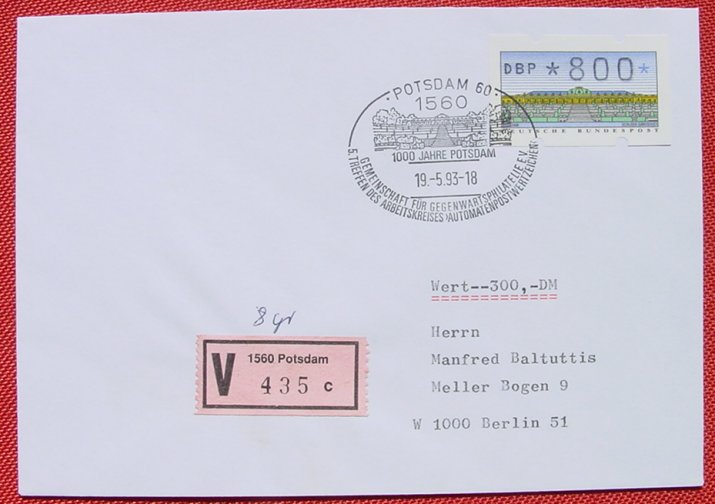 DBP *800*
DEUTSCHE BUNDESPOST
·POTSDAM 60·
1560
1000 JAHRE POTSDAM
19.-5.93-18
GEMEINSCHAFT FÜR GEGENWARTSPHILATELIE E.V.
5. TREFFEN DES ARBEITSKREISES ›AUTOMATENPOSTWERTZEICHEN‹
Wert--300,-DM
8 gr
Herrn
Manfred Baltuttis
Meller Bogen 9
W 1000 Berlin 51
V
1560 Potsdam
435 c